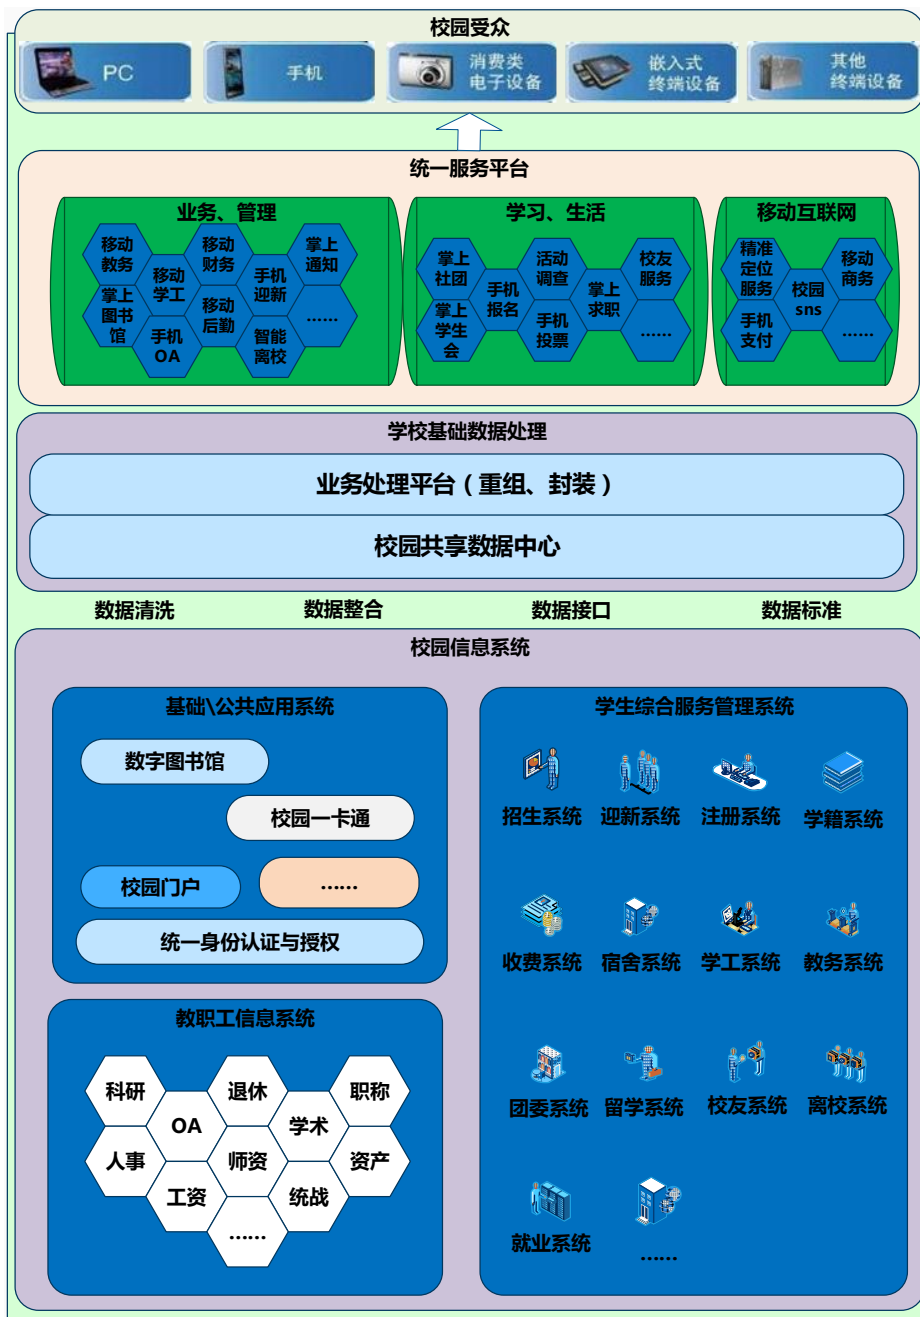 校园受众
PC
手机
消费类
电子设备
嵌入式
终端设备
其他
终端设备
统一服务平台
业务、管理
移动
教务
移动
学工
移动
财务
手机
迎新
掌上
通知
掌上
图书
馆
手机
OA
移动
后勤
智能
离校
......
学习、生活
掌上
社团
手机
报名
活动
调查
掌上
求职
校友
服务
掌上
学生
会
手机
投票
......
移动互联网
精准
定位
服务
校园
sns
移动
商务
手机
支付
......
学校基础数据处理
业务处理平台（重组、封装）
校园共享数据中心
数据清洗
数据整合
数据接口
数据标准
校园信息系统
基础\公共应用系统
数字图书馆
校园一卡通
校园门户
......
统一身份认证与授权
教职工信息系统
科研
OA
退休
学术
职称
人事
工资
师资
统战
资产
......
学生综合服务管理系统
招生系统
迎新系统
注册系统
学籍系统
收费系统
宿舍系统
学工系统
教务系统
团委系统
留学系统
校友系统
离校系统
就业系统
......